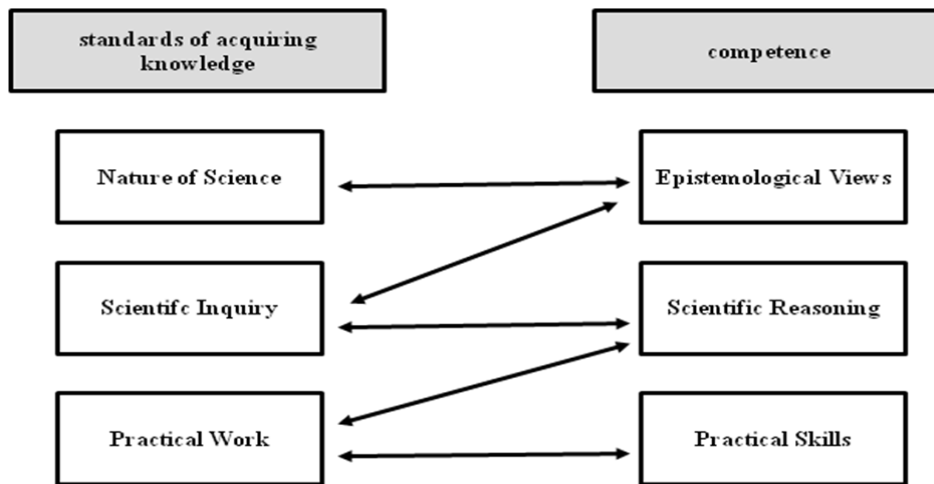 standards of acquiring
knowledge
competence
Nature of Science
Epistemological Views
Scientifc Inquiry
Scientific Reasoning
Practical Work
Practical Skills